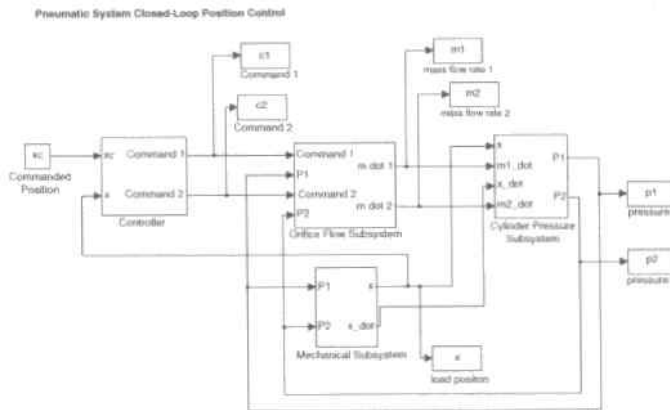 Pneumatic System Closed-Loop Position Control
c1
Command 1
c2
Command 2
m1
mass flow rate 1
m2
mass flow rate 2
xc
Commanded
Position
xc
x
Command 1
Command 2
Controller
Command 1
P1
Command 2
P2
m dot 1
m dot 2
Orifice Flow Subsystem
x
m1_dot
x_dot
m2_dot
P1
P2
Cylinder Pressure
Subsystem
p1
pressure
p2
pressure
P1
P2
x
x_dot
Mechanical Subsystem
x
load position